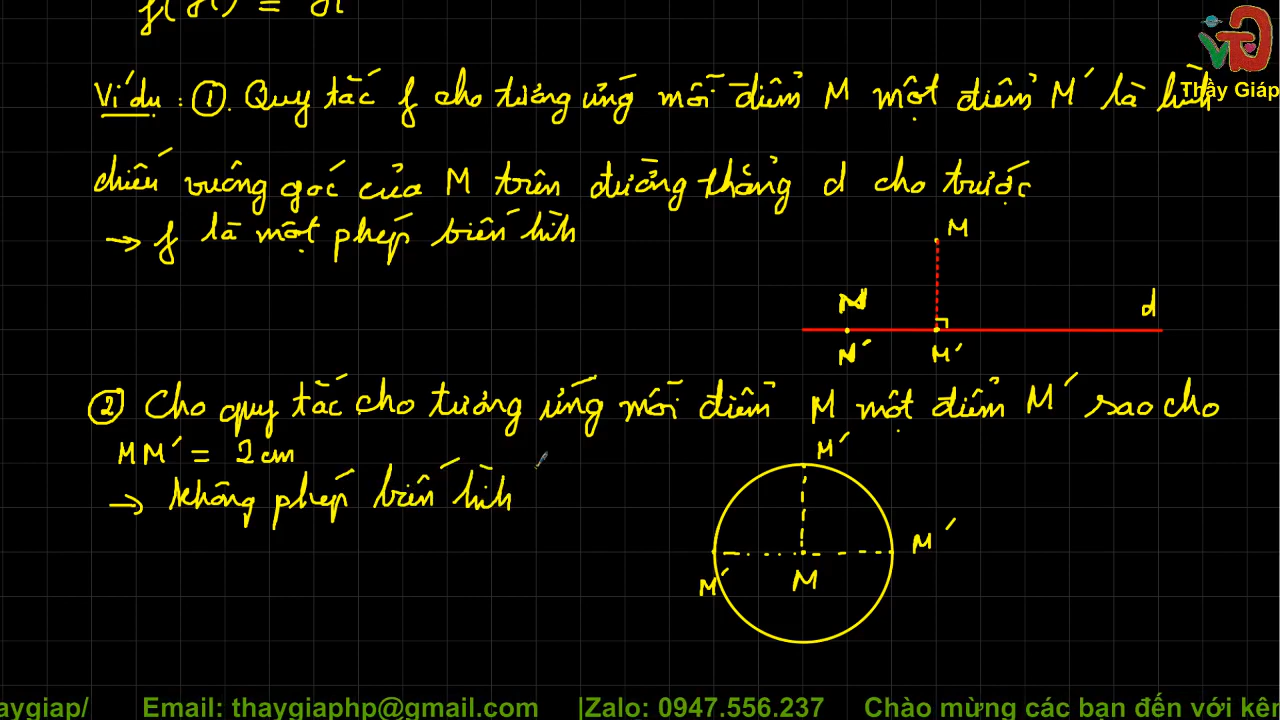 Ví dụ : ①. Quy tắc f cho tương ứng mỗi điểm M một điểm M' là hình
Thầy Giáp
chiếu vuông góc của M trên đường thẳng d cho trước
→ f là một phép biến hình
M
N
d
N'
M'
② Cho quy tắc cho tương ứng mỗi điểm M một điểm M' sao cho
MM' = 2cm
M'
→ không phép biến hình
M'
M'
M
aygiap/ Email: thaygiaphp@gmail.com |Zalo: 0947.556.237 Chào mừng các bạn đến với kên